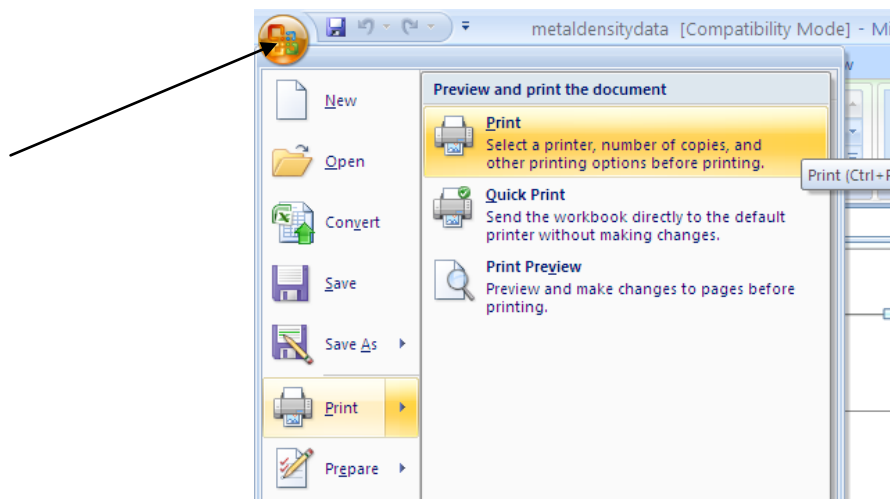 metaldensitydata [Compatibility Mode] - Mi
New
Open
Convert
Save
Save As
Print
Prepare
Preview and print the document
Print
Select a printer, number of copies, and
other printing options before printing.
Quick Print
Send the workbook directly to the default
printer without making changes.
Print Preview
Preview and make changes to pages before
printing.
Print (Ctrl+P